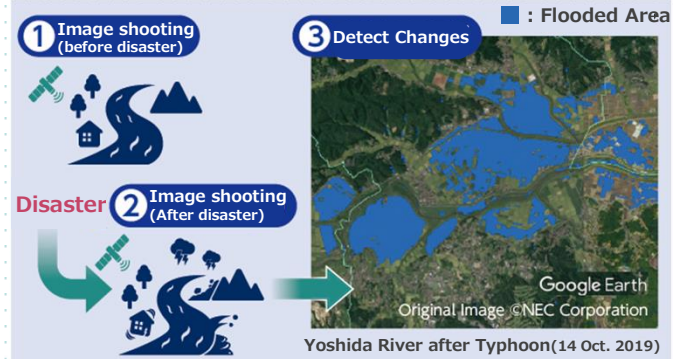 : Flooded Area
1 Image shooting
(before disaster)
3 Detect Changes
Disaster
2 Image shooting
(After disaster)
Google Earth
Original Image ©NEC Corporation
Yoshida River after Typhoon(14 Oct. 2019)